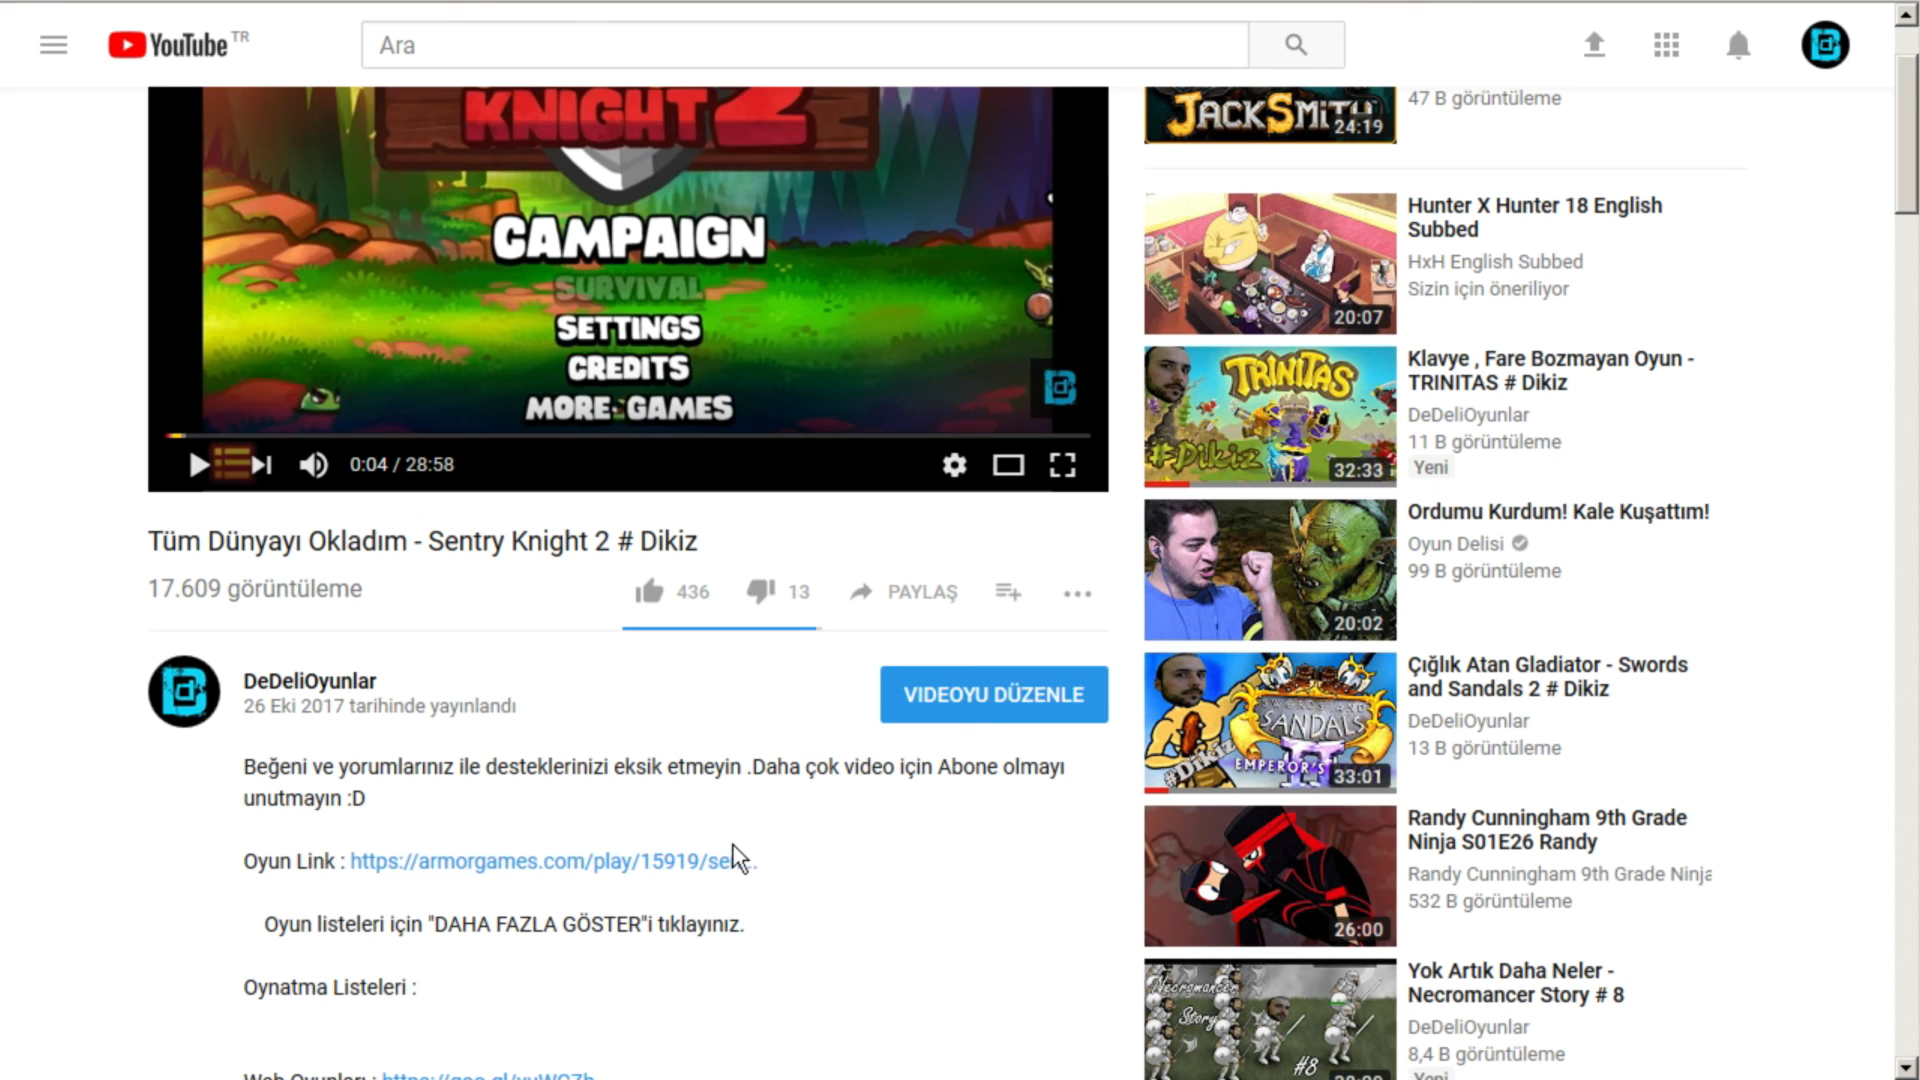 YouTube TR
Ara
KNIGHT 2
CAMPAIGN
SURVIVAL
SETTINGS
CREDITS
MORE GAMES
0:04 / 28:58
Tüm Dünyayı Okladım - Sentry Knight 2 # Dikiz
17.609 görüntüleme
436
13
PAYLAŞ
DeDeliOyunlar
26 Eki 2017 tarihinde yayınlandı
VIDEOYU DÜZENLE
Beğeni ve yorumlarınız ile desteklerinizi eksik etmeyin .Daha çok video için Abone olmayı
unutmayın :D
Oyun Link : https://armorgames.com/play/15919/se
Oyun listeleri için "DAHA FAZLA GÖSTER"i tıklayınız.
Oynatma Listeleri :
JACKSMITH
24:19
47 B görüntüleme
20:07
Hunter X Hunter 18 English
Subbed
HxH English Subbed
Sizin için öneriliyor
TRINITAS
#Dikiz
32:33
Klavye , Fare Bozmayan Oyun -
TRINITAS # Dikiz
DeDeliOyunlar
11 B görüntüleme
Yeni
20:02
Ordumu Kurdum! Kale Kuşattım!
Oyun Delisi
99 B görüntüleme
SWORDS AND
SANDALS
II
EMPEROR'S
#Dikiz
33:01
Çığlık Atan Gladiator - Swords
and Sandals 2 # Dikiz
DeDeliOyunlar
13 B görüntüleme
26:00
Randy Cunningham 9th Grade
Ninja S01E26 Randy
Randy Cunningham 9th Grade Ninja
532 B görüntüleme
Necromancer
Story
#8
Yok Artık Daha Neler -
Necromancer Story # 8
DeDeliOyunlar
8,4 B görüntüleme
Yeni